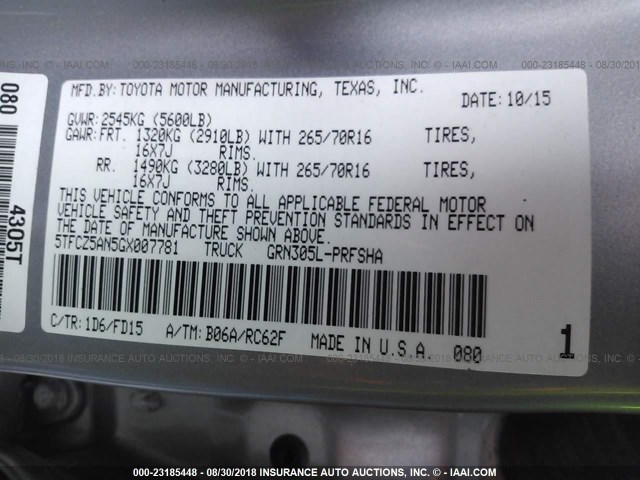 MFD.BY:TOYOTA MOTOR MANUFACTURING, TEXAS, INC.
DATE:10/15
GVWR:2545KG (5600LB)
GAWR:FRT. 1320KG (2910LB) WITH 265/70R16 TIRES,
16X7J RIMS.
RR. 1490KG (3280LB) WITH 265/70R16 TIRES,
16X7J RIMS.
THIS VEHICLE CONFORMS TO ALL APPLICABLE FEDERAL MOTOR
VEHICLE SAFETY AND THEFT PREVENTION STANDARDS IN EFFECT ON
THE DATE OF MANUFACTURE SHOWN ABOVE.
5TFCZ5AN5GX007781 TRUCK GRN305L-PRFSHA
C/TR:1D6/FD15 A/TM:B06A/RC62F MADE IN U.S.A. 080 1
080 4305T
000-23185448 - 08/30/2018 INSURANCE AUTO AUCTIONS - © IAAI.COM